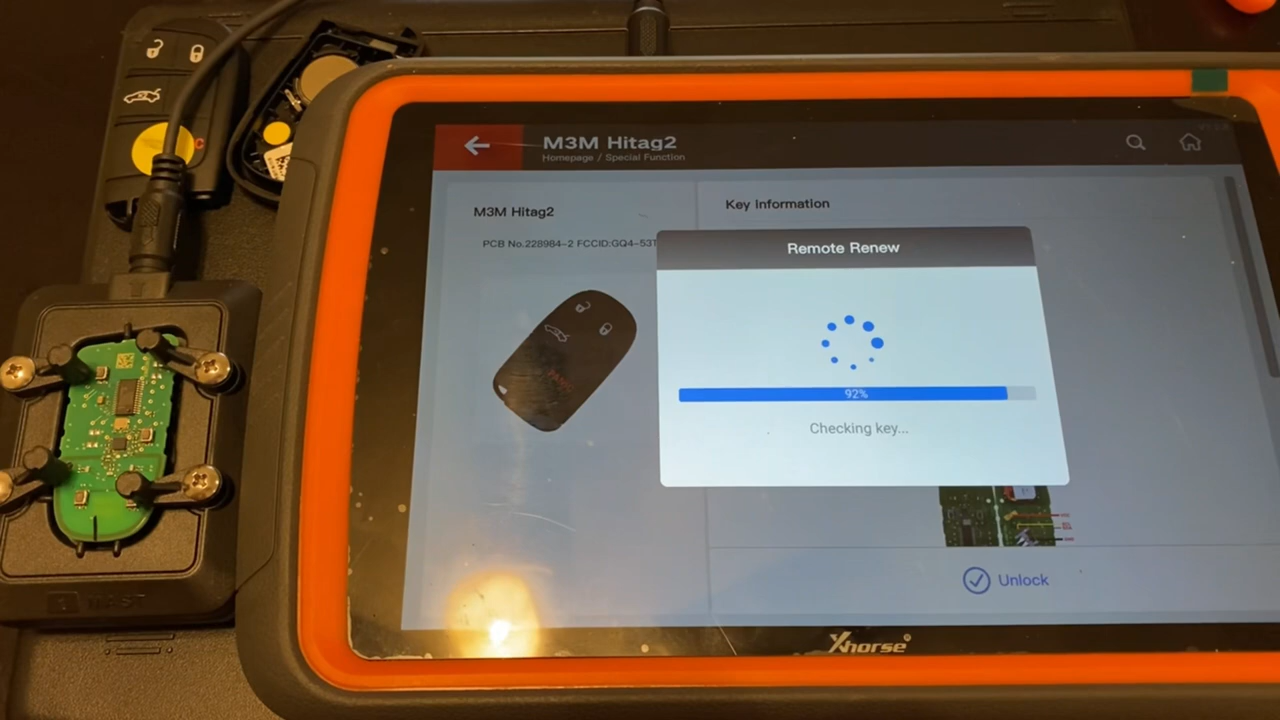 M3M Hitag2
Homepage / Special Function
M3M Hitag2
Key Information
PCB No.228984-2 FCCID:GQ4-53T
Remote Renew
92%
Checking key...
Unlock
Xhorse